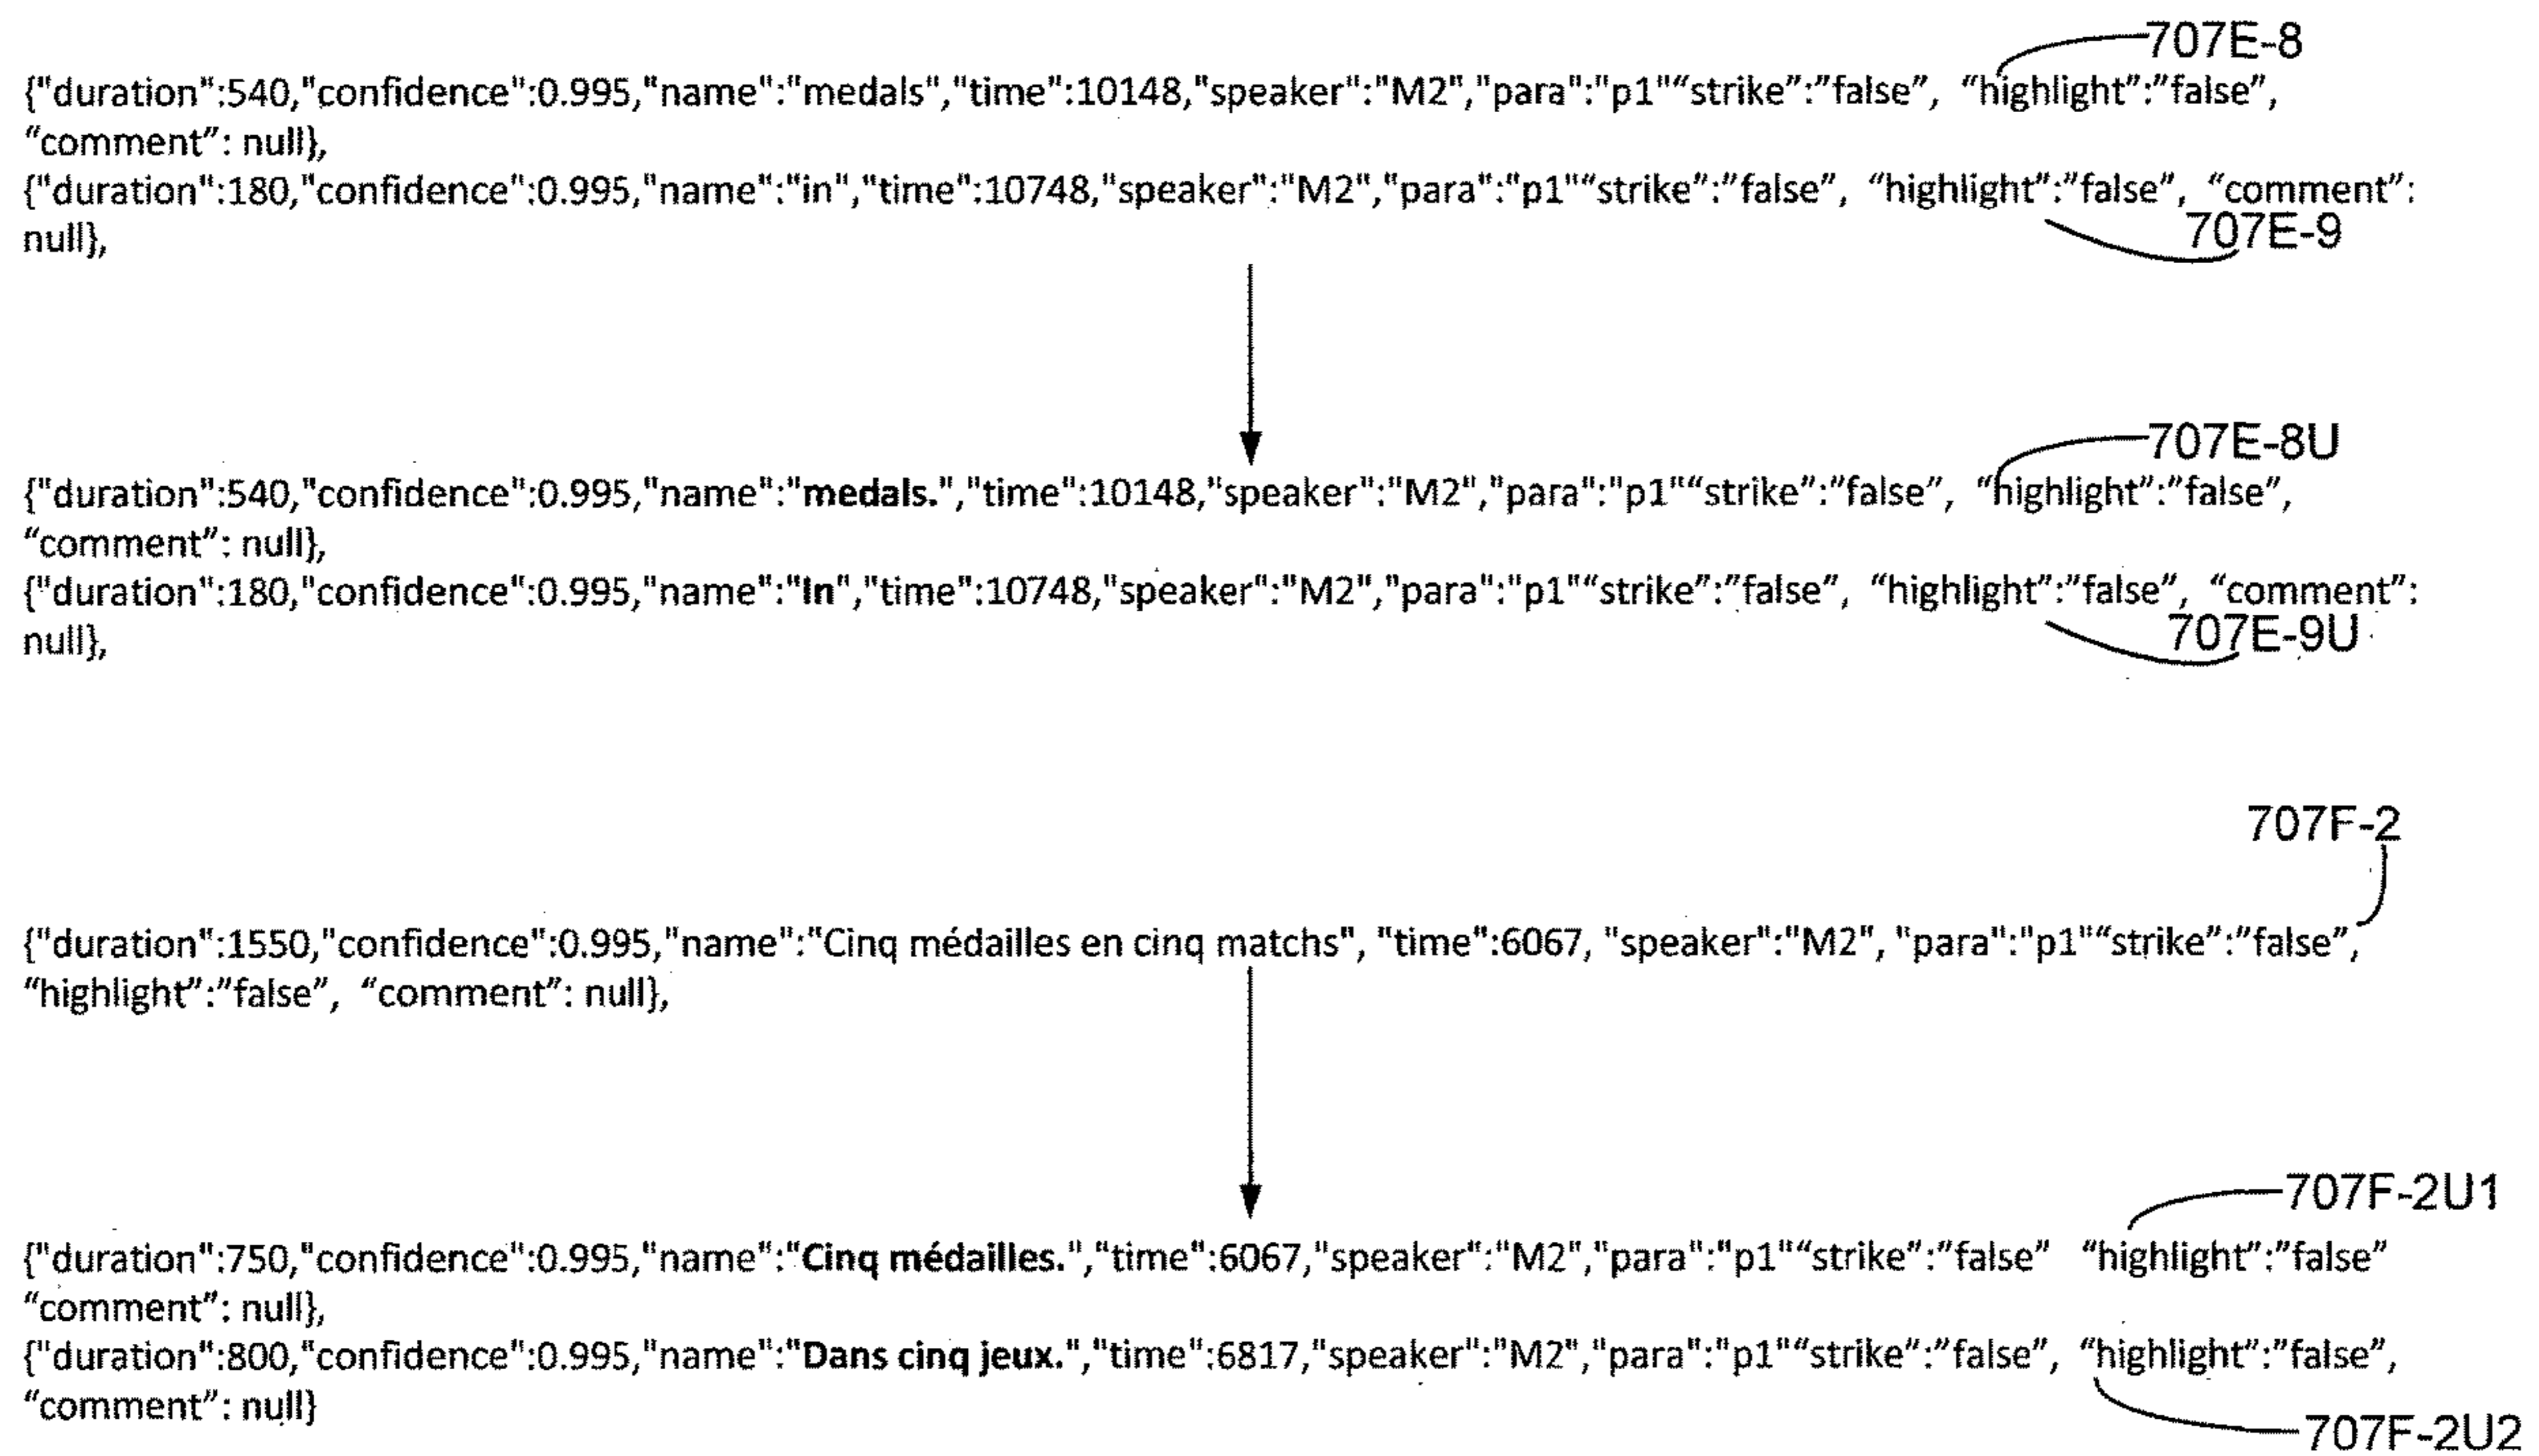 707E-8
{"duration":540,"confidence":0.995,"name":"medals","time":10148,"speaker":"M2","para":"p1"“strike”:”false”, “highlight”:”false”,
“comment”: null},
{"duration":180,"confidence":0.995,"name":"in","time":10748,"speaker":"M2","para":"p1"“strike”:”false”, “highlight”:”false”, “comment”:
null},
707E-9
707E-8U
{"duration":540,"confidence":0.995,"name":"medals.","time":10148,"speaker":"M2","para":"p1"“strike”:”false”, “highlight”:”false”,
“comment”: null},
{"duration":180,"confidence":0.995,"name":"In","time":10748,"speaker":"M2","para":"p1"“strike”:”false”, “highlight”:”false”, “comment”:
null},
707E-9U
707F-2
{"duration":1550,"confidence":0.995,"name":"Cinq médailles en cinq matchs", "time":6067, "speaker":"M2", "para":"p1"“strike”:”false”,
“highlight”:”false”, “comment”: null},
707F-2U1
{"duration":750,"confidence":0.995,"name":"Cinq médailles.","time":6067,"speaker":"M2","para":"p1"“strike”:”false” “highlight”:”false”
“comment”: null},
{"duration":800,"confidence":0.995,"name":"Dans cinq jeux.","time":6817,"speaker":"M2","para":"p1"“strike”:”false”, “highlight”:”false”,
“comment”: null}
707F-2U2